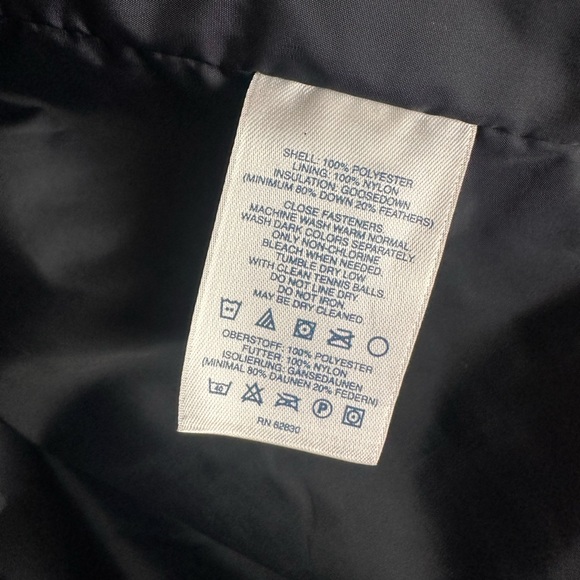 SHELL: 100% POLYESTER
LINING: 100% NYLON
INSULATION: GOOSEDOWN
(MINIMUM 80% DOWN 20% FEATHERS)
CLOSE FASTENERS.
MACHINE WASH WARM NORMAL.
WASH DARK COLORS SEPARATELY.
ONLY NON-CHLORINE
BLEACH WHEN NEEDED.
TUMBLE DRY LOW.
WITH CLEAN TENNIS BALLS.
DO NOT LINE DRY.
DO NOT IRON.
MAY BE DRY CLEANED.
OBERSTOFF: 100% POLYESTER
FUTTER: 100% NYLON
ISOLIERUNG: GÄNSEDAUNEN
(MINIMAL 80% DAUNEN 20% FEDERN)
40 P
RN 62830